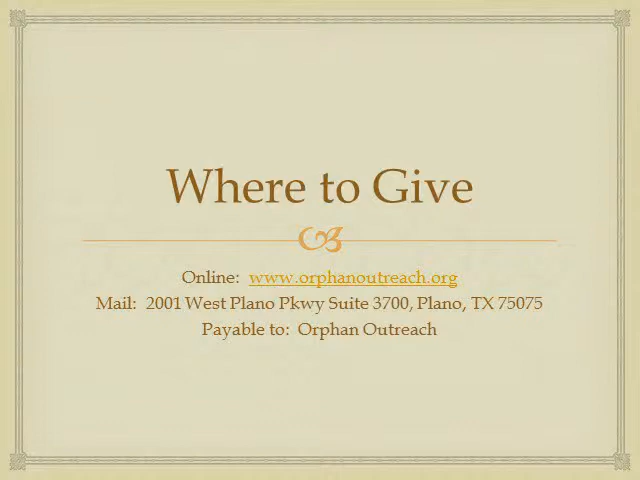 Where to Give
Online: www.orphanoutreach.org
Mail: 2001 West Plano Pkwy Suite 3700, Plano, TX 75075
Payable to: Orphan Outreach